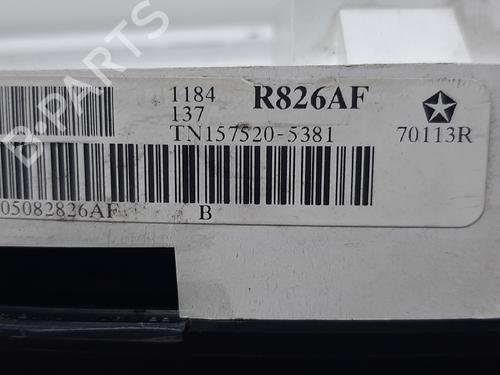 B-PARTS
1184 R826AF
137
TN157520-5381 70113R
05082826AF B